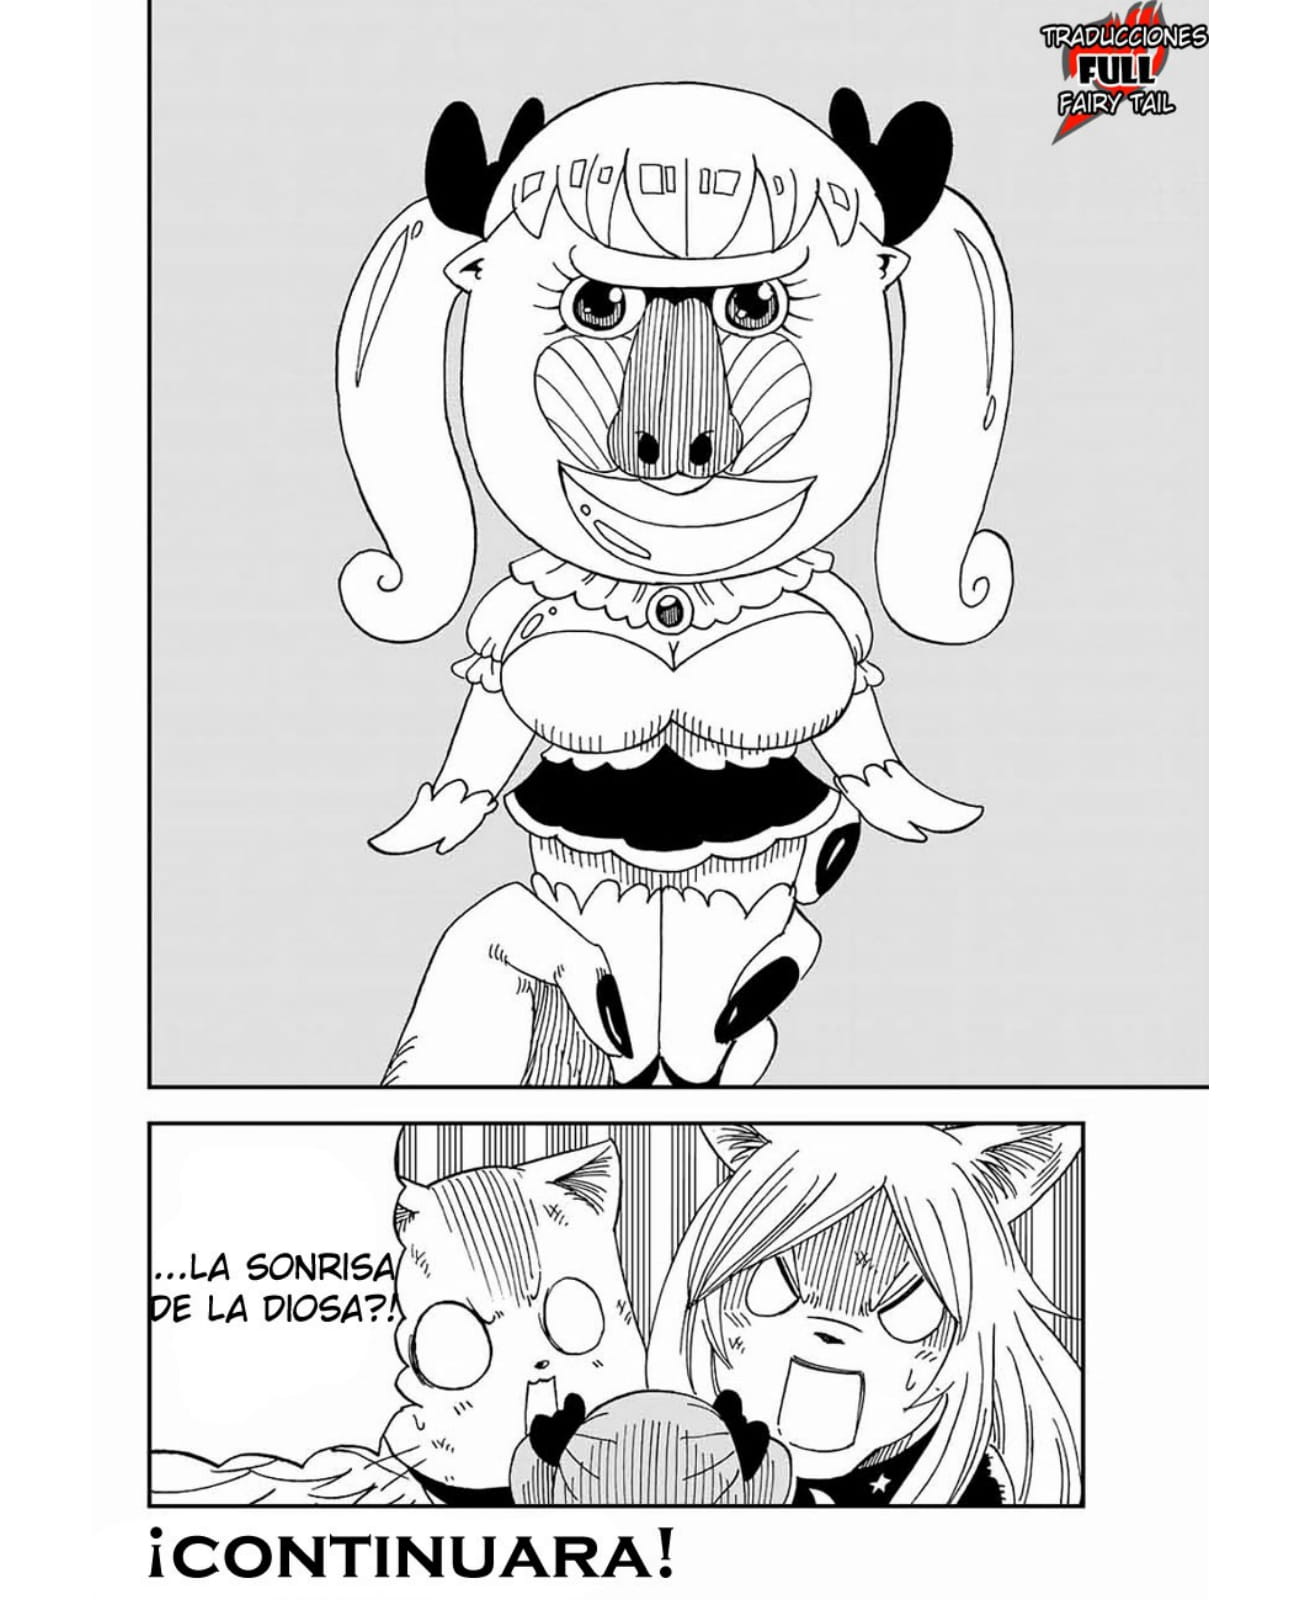 TRADUCCIONES
FULL
FAIRY TAIL
...LA SONRISA
DE LA DIOSA?!
¡CONTINUARA!